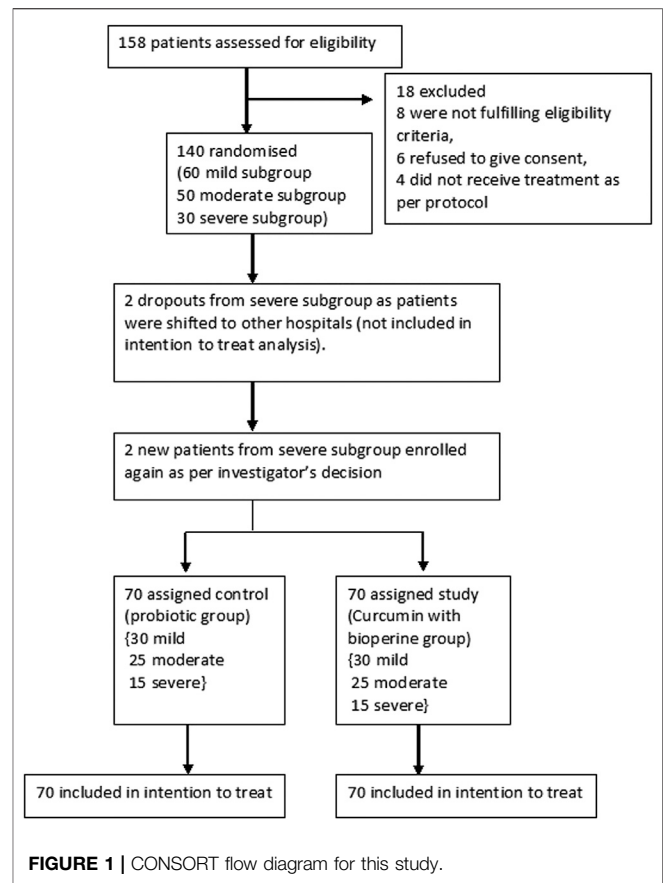 158 patients assessed for eligibility
18 excluded
8 were not fulfilling eligibility
criteria,
6 refused to give consent,
4 did not receive treatment as
per protocol
140 randomised
(60 mild subgroup
50 moderate subgroup
30 severe subgroup)
2 dropouts from severe subgroup as patients
were shifted to other hospitals (not included in
intention to treat analysis).
2 new patients from severe subgroup enrolled
again as per investigator's decision
70 assigned control
(probiotic group)
{30 mild
25 moderate
15 severe}
70 assigned study
(Curcumin with
bioperine group)
{30 mild
25 moderate
15 severe}
70 included in intention to treat
70 included in intention to treat
FIGURE 1 | CONSORT flow diagram for this study.